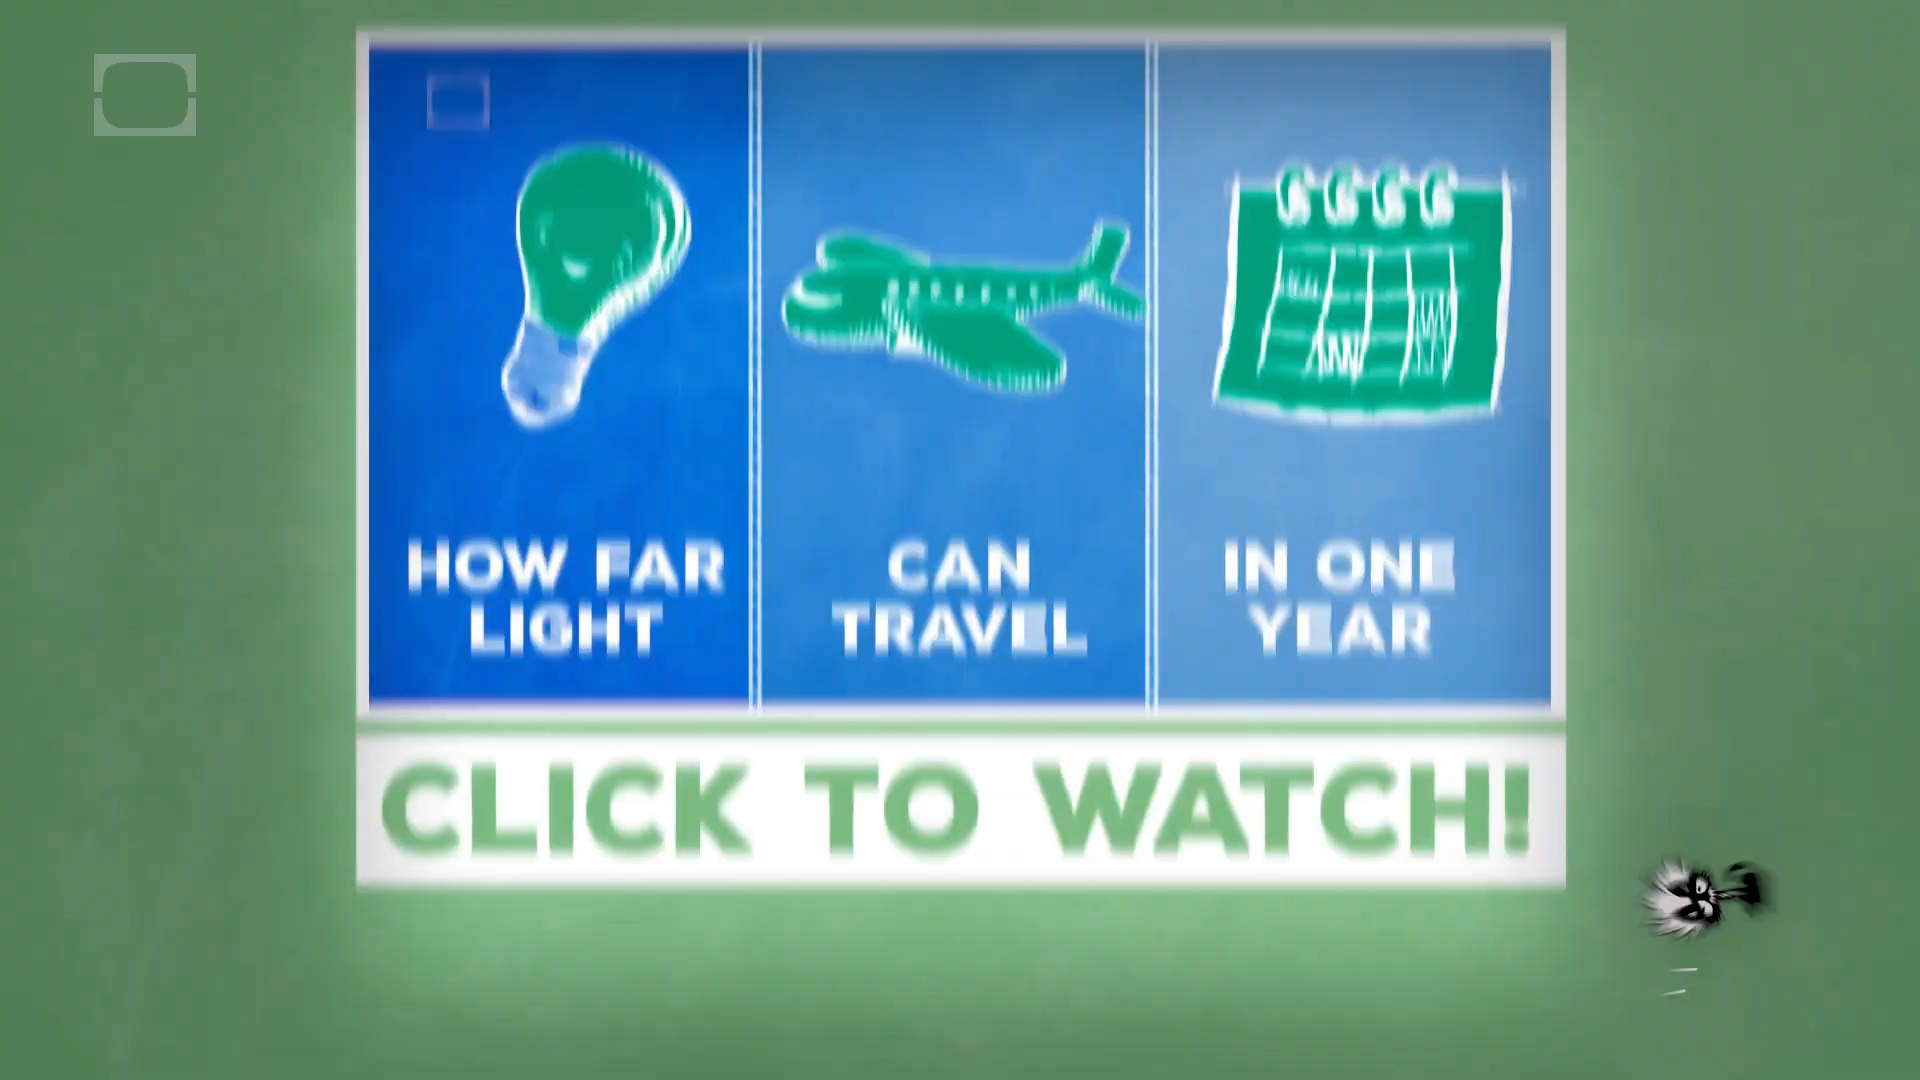 HOW FAR
LIGHT
CAN
TRAVEL
IN ONE
YEAR
CLICK TO WATCH!